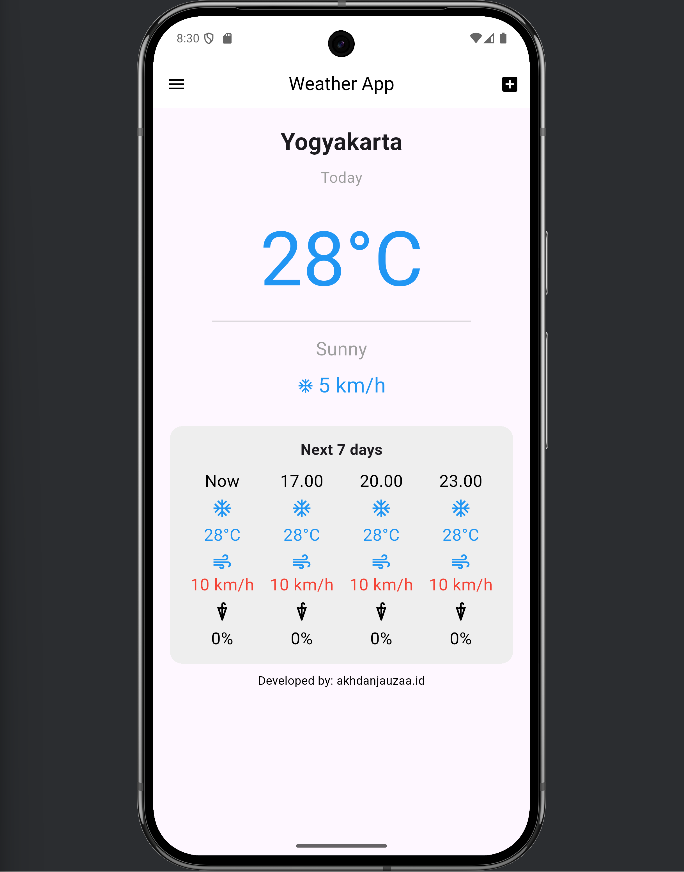 8:30
Weather App
Yogyakarta
Today
28°C
Sunny
5 km/h
Next 7 days
Now 17.00 20.00 23.00
28°C 28°C 28°C 28°C
10 km/h 10 km/h 10 km/h 10 km/h
0% 0% 0% 0%
Developed by: akhdanjauzaa.id